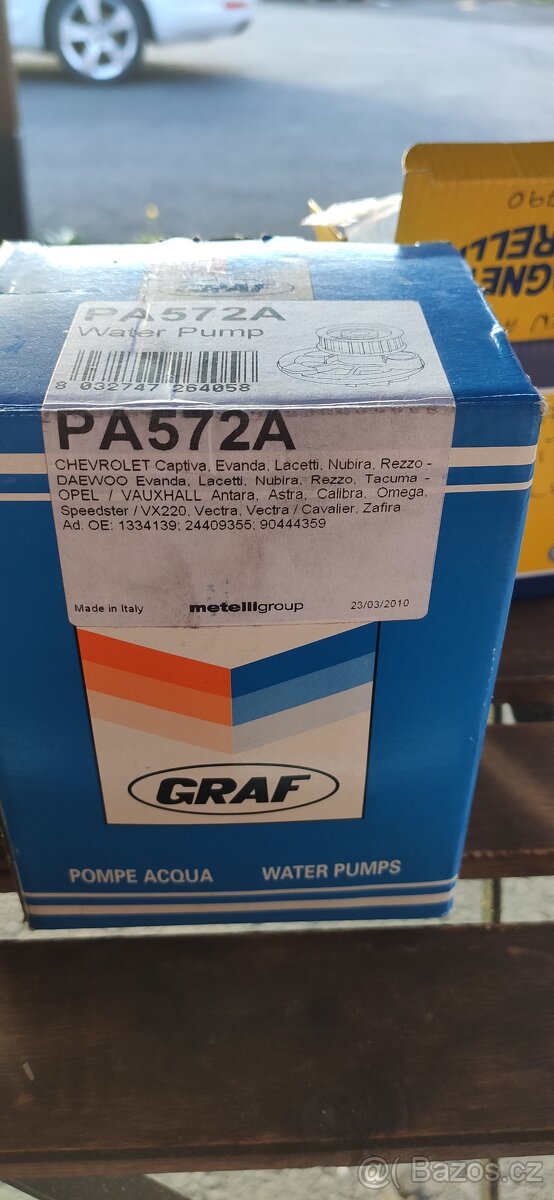 GRAF
PA572A
Water Pump
8 032747 264058
PA572A
CHEVROLET Captiva, Evanda, Lacetti, Nubira, Rezzo -
DAEWOO Evanda, Lacetti, Nubira, Rezzo, Tacuma -
OPEL / VAUXHALL Antara, Astra, Calibra, Omega,
Speedster / VX220, Vectra, Vectra / Cavalier, Zafira
Ad. OE: 1334139; 24409355; 90444359
Made in Italy metelligroup 23/03/2010
GRAF
POMPE ACQUA WATER PUMPS
@ Bazoš.cz